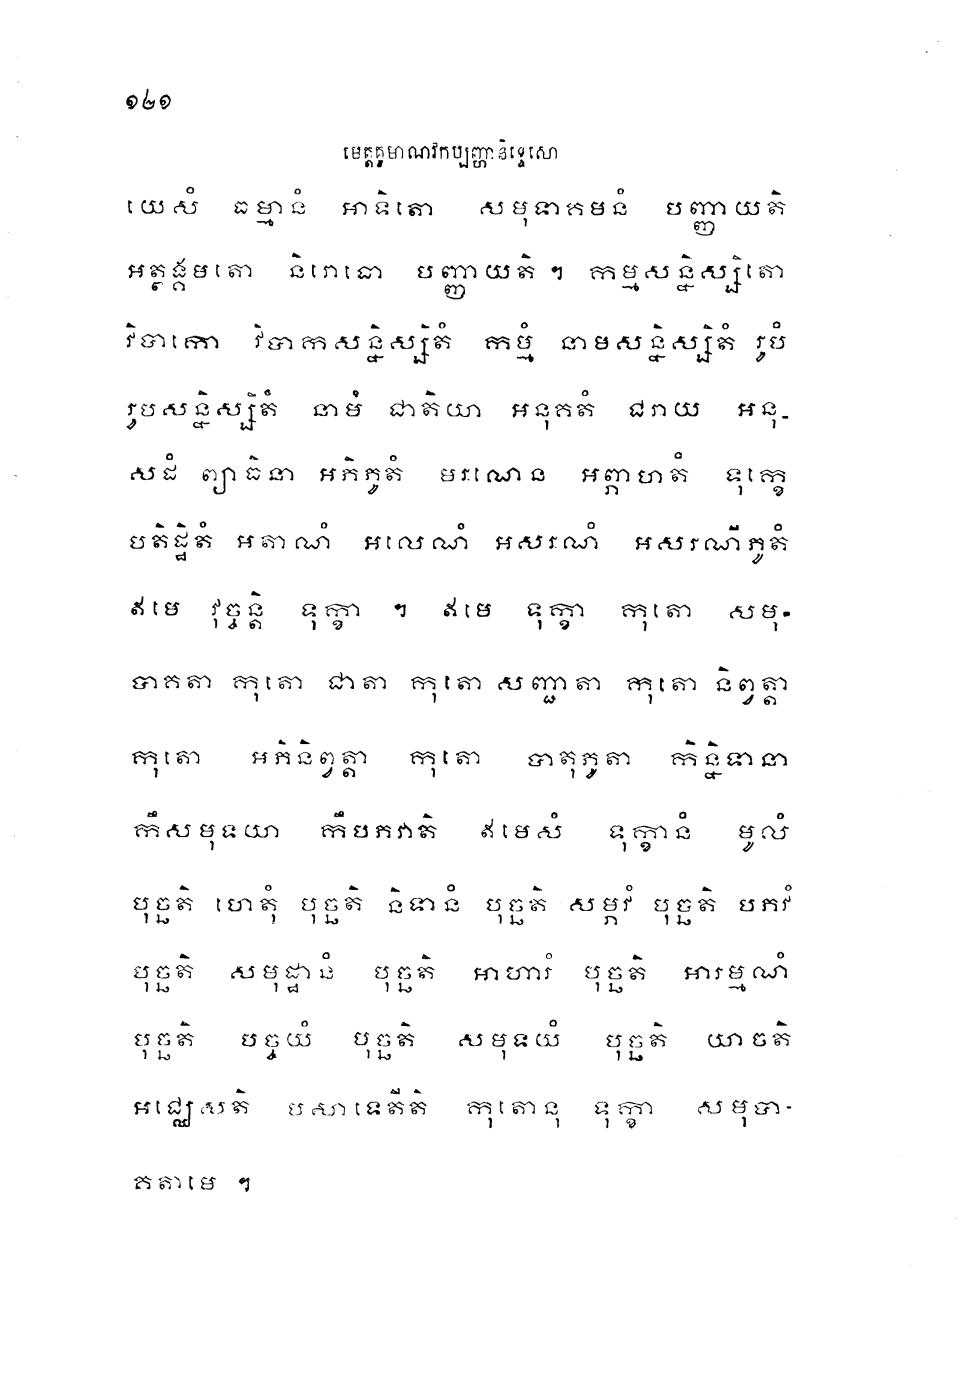 ១២១
មេត្តគូមាណវកប្បញ្ហានិទ្ទេសោ
យេសំ ធម្មានំ អាទិតោ សមុទាគមនំ បញ្ញាយតិ
អត្ថង្គមតោ និរោធោ បញ្ញាយតិ ។ កម្មសន្និស្សិតោ
វិបាកោ វិបាកសន្និស្សិតំ កម្មំ នាមសន្និស្សិតំ រូបំ
រូបសន្និស្សិតំ នាមំ ជាតិយា អនុគតំ ជរាយ អនុ-
សដំ ព្យាធិនា អភិភូតំ មរណេន អព្ភាហតំ ទុក្ខេ
បតិដ្ឋិតំ អតាណំ អលេណំ អសរណំ អសរណីភូតំ
ឥមេ វុច្ចន្តិ ទុក្ខា ។ ឥមេ ទុក្ខា កុតោ សមុ-
ទាគតា កុតោ ជាតា កុតោ សញ្ជាតា កុតោ និព្វត្តា
កុតោ អភិនិព្វត្តា កុតោ បាតុភូតា កិន្និទានា
កឹសមុទយា កឹបភវាតិ ឥមេសំ ទុក្ខានំ មូលំ
បុច្ឆតិ ហេតុំ បុច្ឆតិ និទានំ បុច្ឆតិ សម្ភវំ បុច្ឆតិ បភវំ
បុច្ឆតិ សមុដ្ឋានំ បុច្ឆតិ អាហារំ បុច្ឆតិ អារម្មណំ
បុច្ឆតិ បច្ចយំ បុច្ឆតិ សមុទយំ បុច្ឆតិ យាចតិ
អជ្ឈេសតិ បសាទេតីតិ កុតោនុ ទុក្ខា សមុទា-
គតាមេ ។